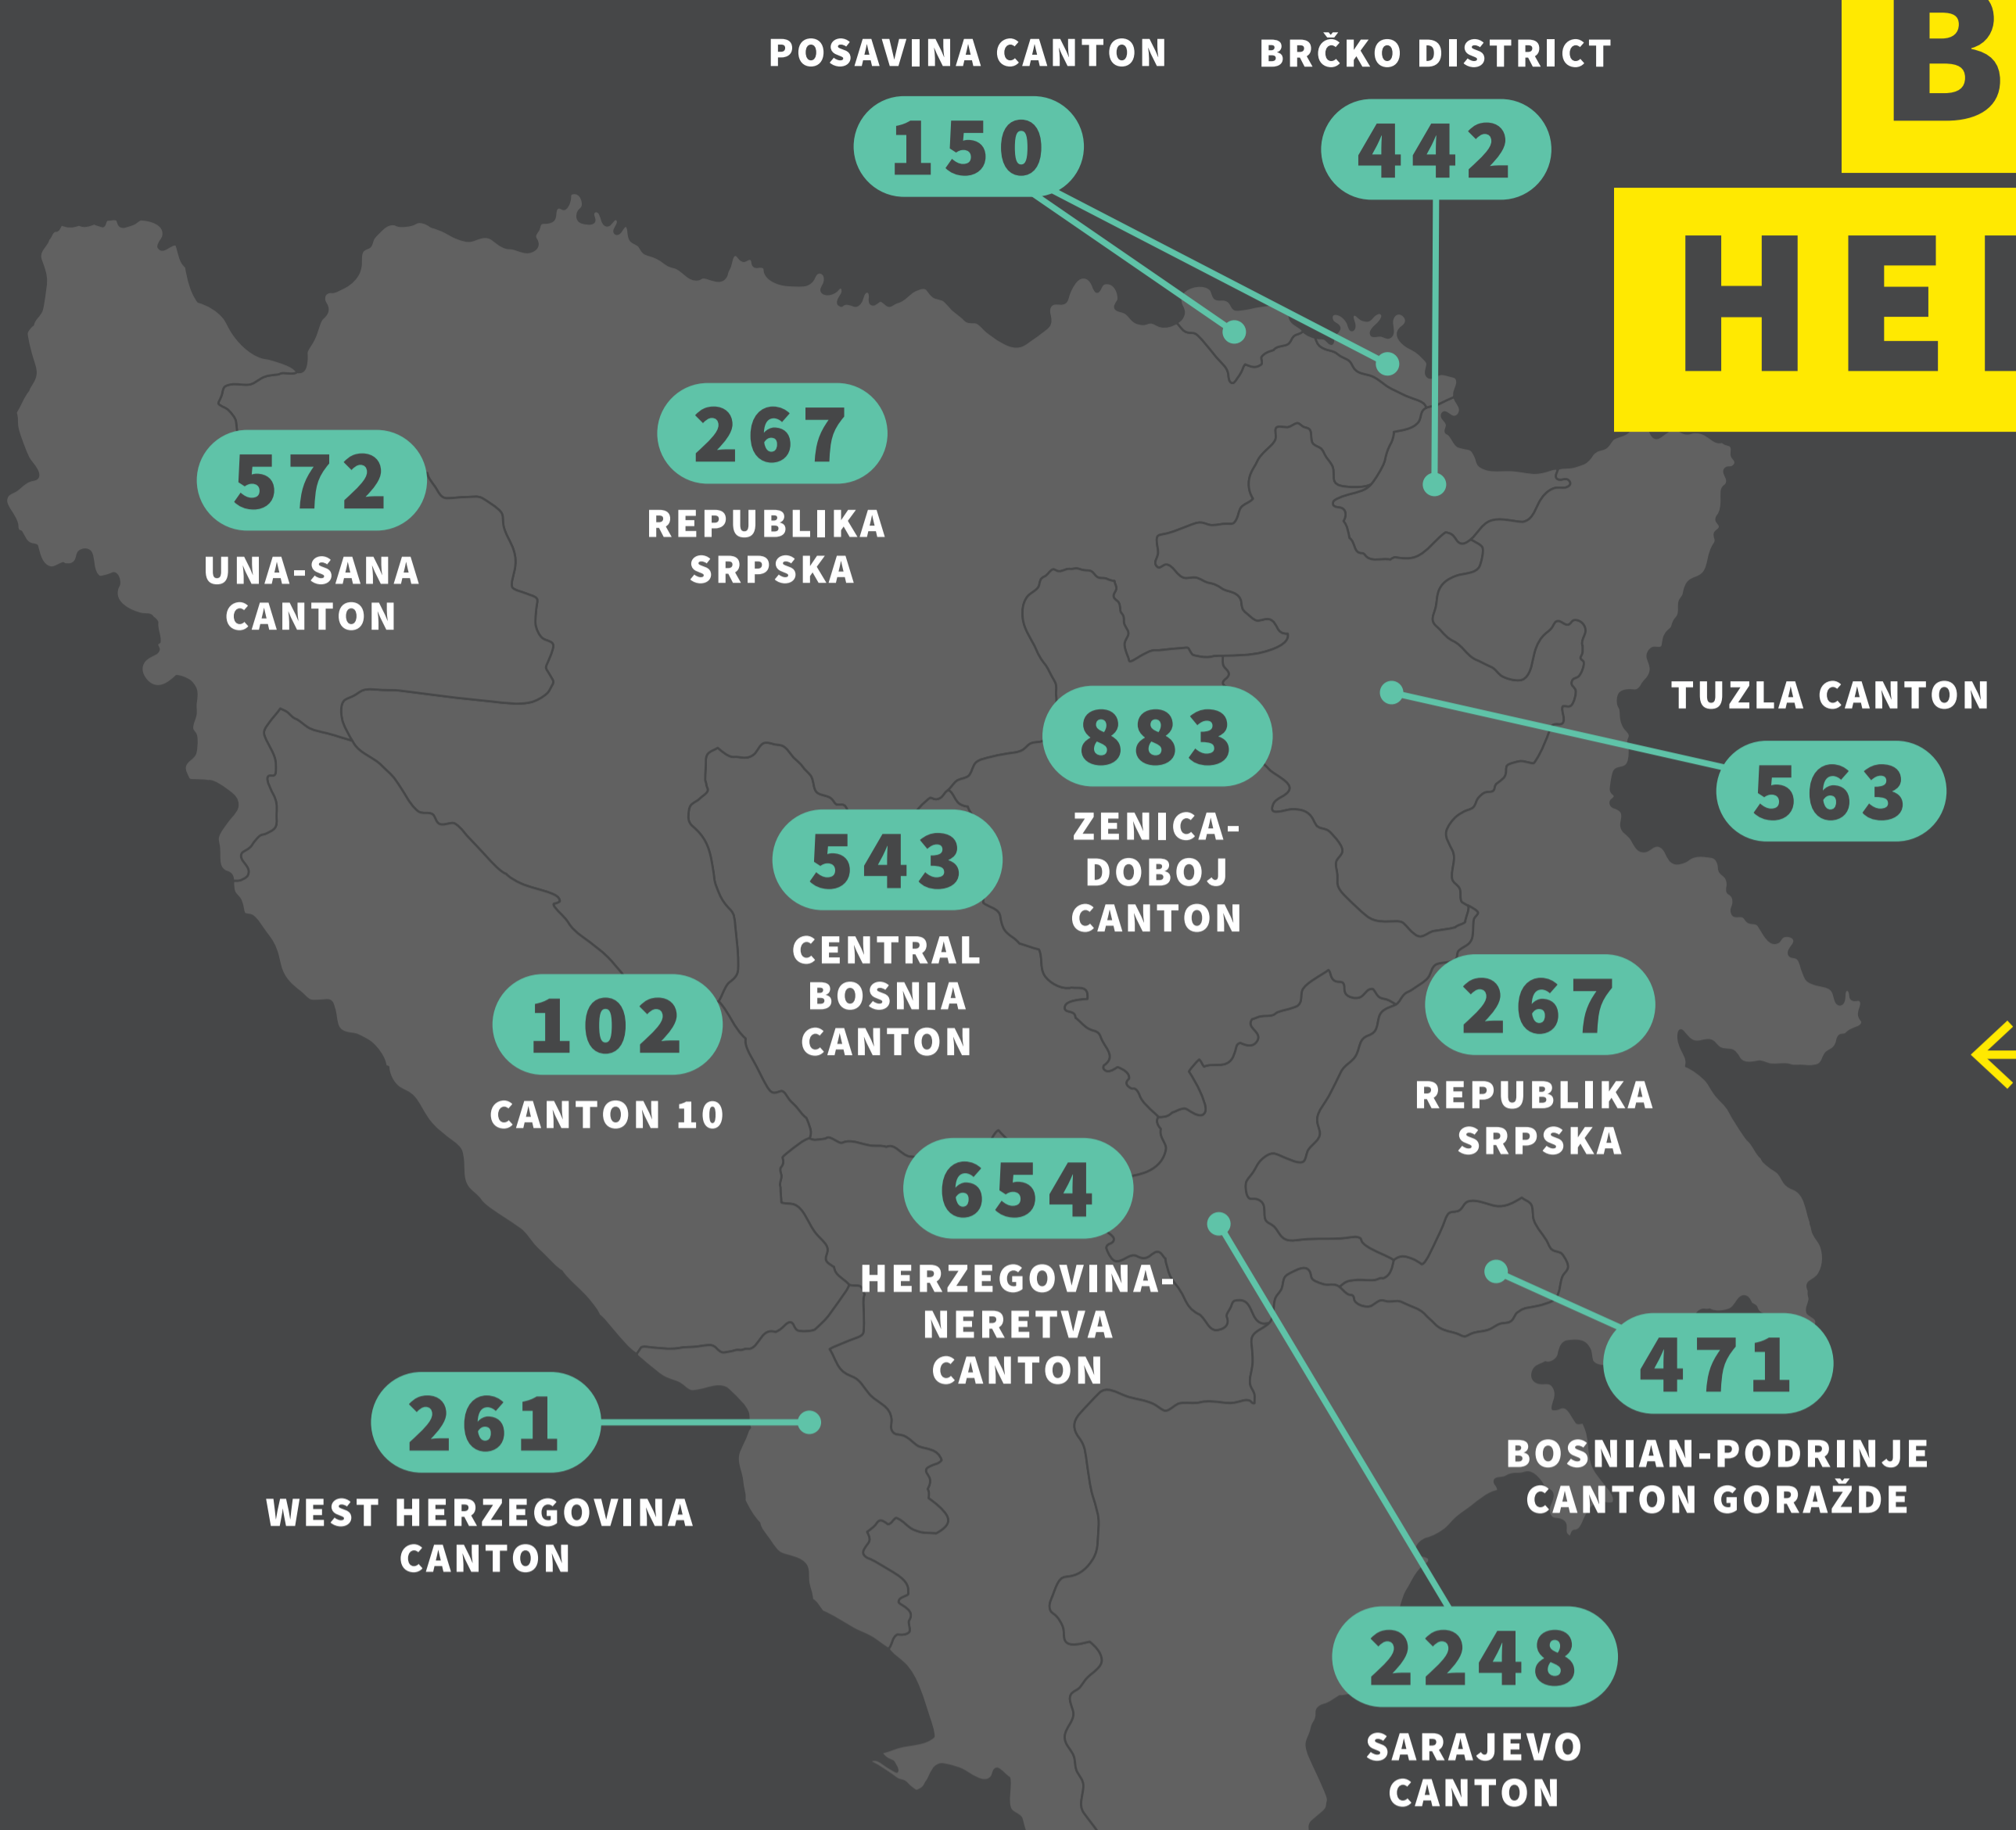 POSAVINA CANTON
150
BRČKO DISTRICT
442
B
HE
572
UNA-SANA
CANTON
267
REPUBLIKA
SRPSKA
883
ZENICA-
DOBOJ
CANTON
TUZLA CANTON
563
543
CENTRAL
BOSNIA
CANTON
102
CANTON 10
267
REPUBLIKA
SRPSKA
654
HERZEGOVINA-
NERETVA
CANTON
471
BOSNIAN-PODRINJE
CANTON GORAŽDE
261
WEST HERZEGOVINA
CANTON
2248
SARAJEVO
CANTON